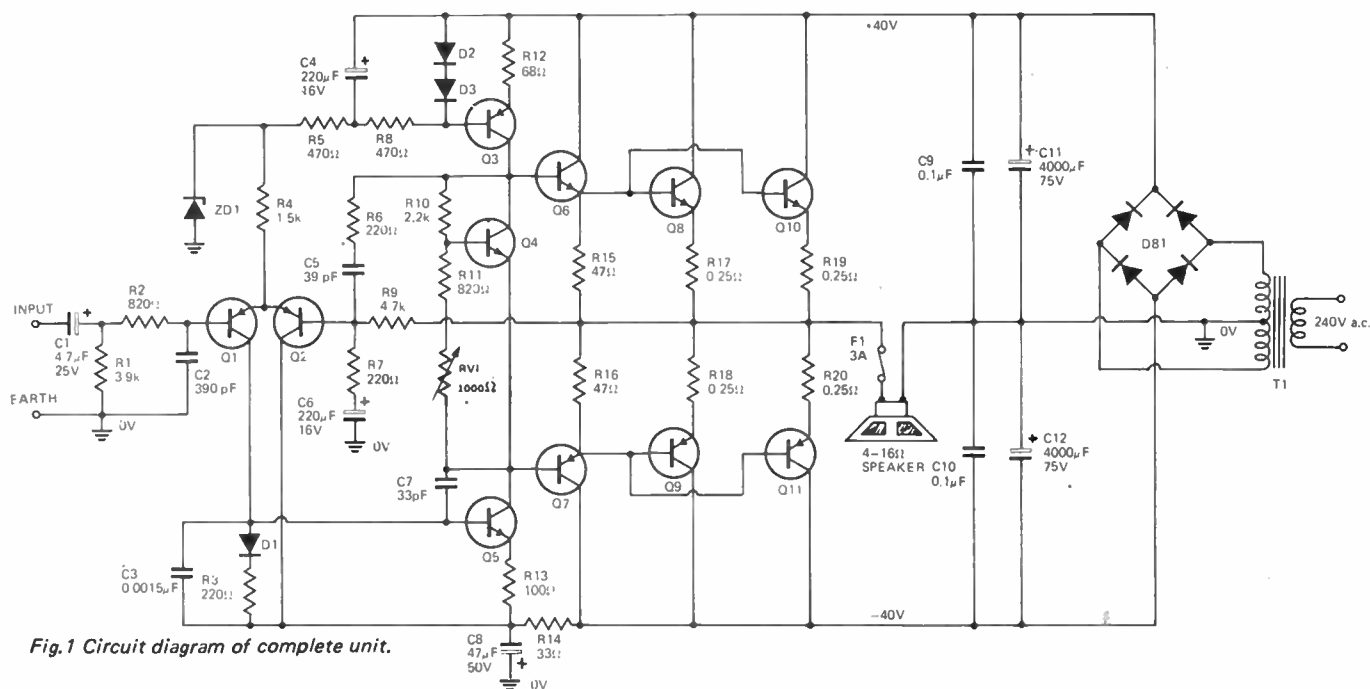 +40V
C4
220µF
16V
+
D2
D3
R12
68Ω
R5
470Ω
R8
470Ω
Q3
ZD1
R4
1.5k
R6
220Ω
R10
2.2k
Q4
Q6
Q8
Q10
C5
39pF
R11
820Ω
R15
47Ω
R17
0.25Ω
R19
0.25Ω
C9
0.1µF
+
C11
4000µF
75V
D81
INPUT
+
C1
4.7µF
25V
R2
820Ω
R1
3.9k
C2
390pF
EARTH
0V
Q1
Q2
R9
4.7k
R7
220Ω
C6
220µF
16V
+
0V
RV1
1000Ω
R16
47Ω
R18
0.25Ω
R20
0.25Ω
F1
3A
0V
240V a.c.
T1
4–16Ω
SPEAKER
C10
0.1µF
+
C12
4000µF
75V
C7
33pF
Q7
Q9
Q11
Q5
C3
0.0015µF
D1
R3
220Ω
R13
100Ω
–40V
R14
33Ω
C8
47µF
50V
+
0V
Fig.1 Circuit diagram of complete unit.